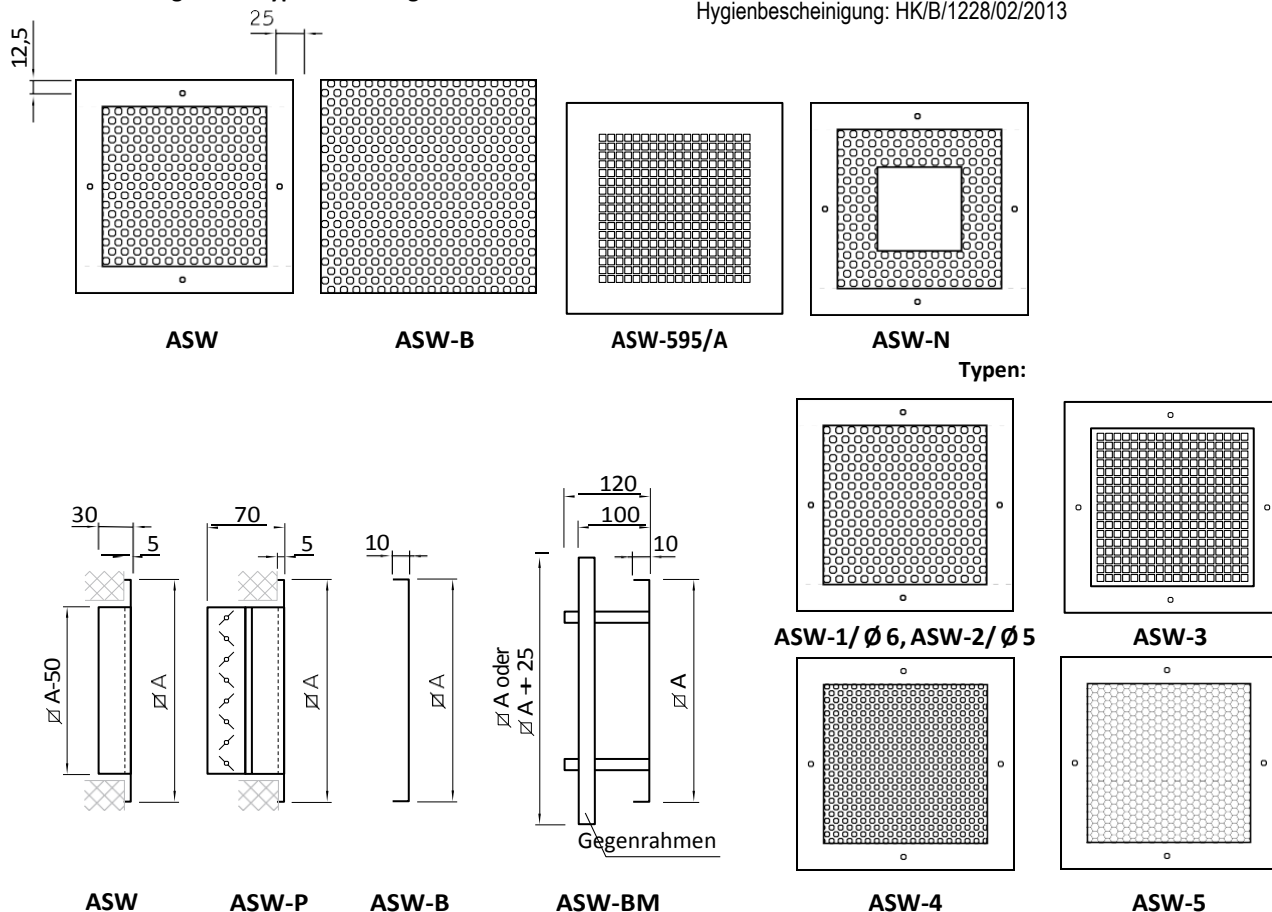 Hygienbescheinigung: HK/B/1228/02/2013
25
12,5
ASW
ASW-B
ASW-595/A
ASW-N
Typen:
ASW-1/ Ø 6, ASW-2/ Ø 5
ASW-3
30
5
70
5
10
120
100
10
A-50
A
A
A
A oder
A + 25
A
Gegenrahmen
ASW
ASW-P
ASW-B
ASW-BM
ASW-4
ASW-5